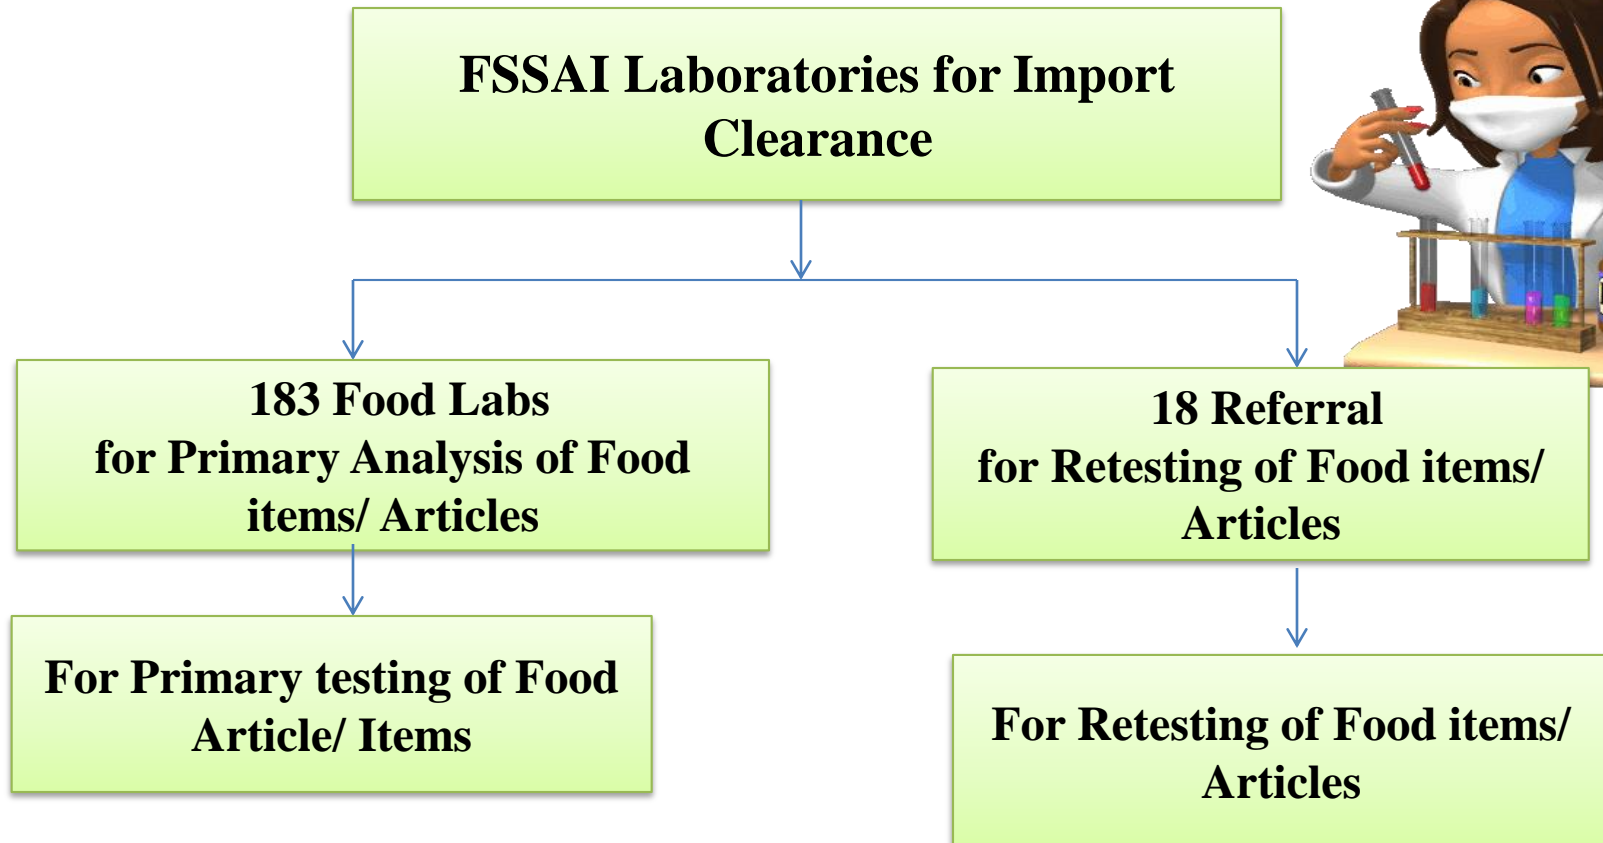 FSSAI Laboratories for Import
Clearance
183 Food Labs
for Primary Analysis of Food
items/ Articles
18 Referral
for Retesting of Food items/
Articles
For Primary testing of Food
Article/ Items
For Retesting of Food items/
Articles